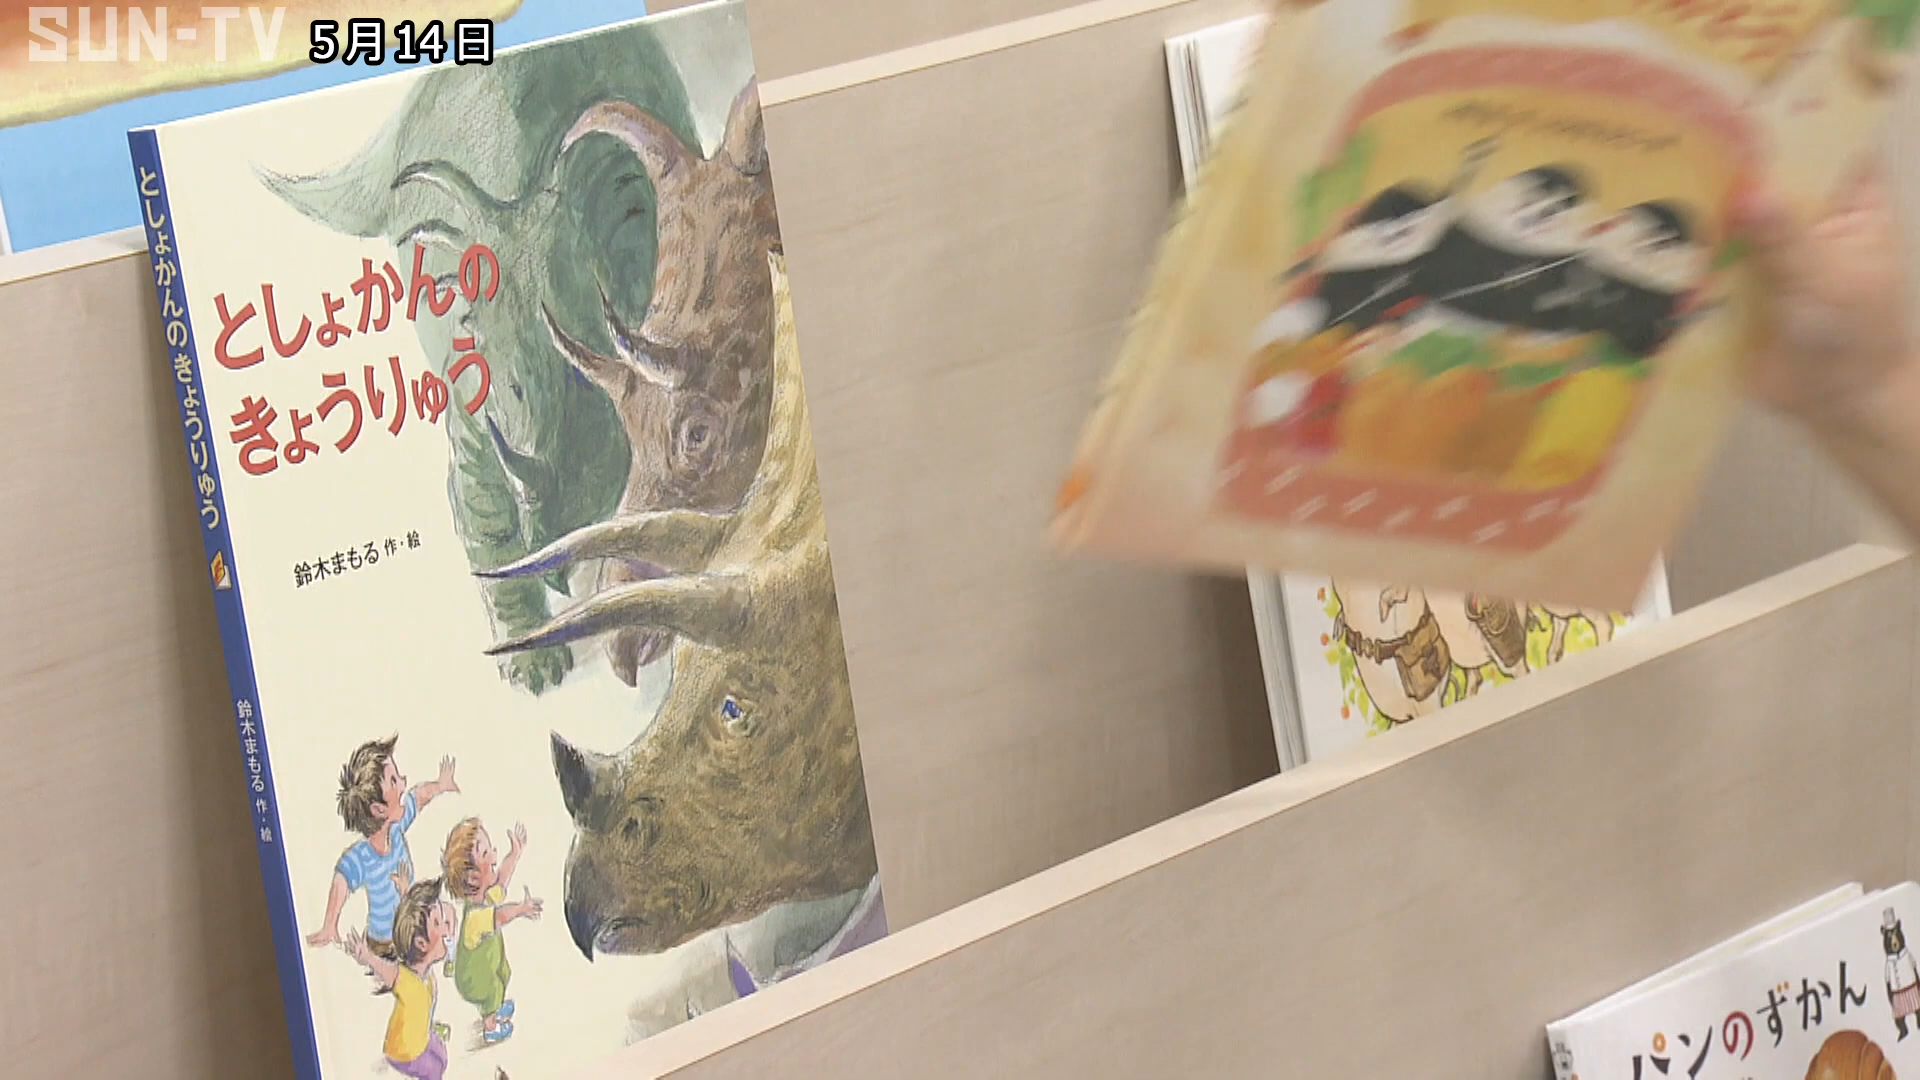 SUN-TV
5月14日
としょかんの
きょうりゅう
鈴木まもる 作・絵
としょかんの きょうりゅう
鈴木まもる 作・絵
パンのずかん